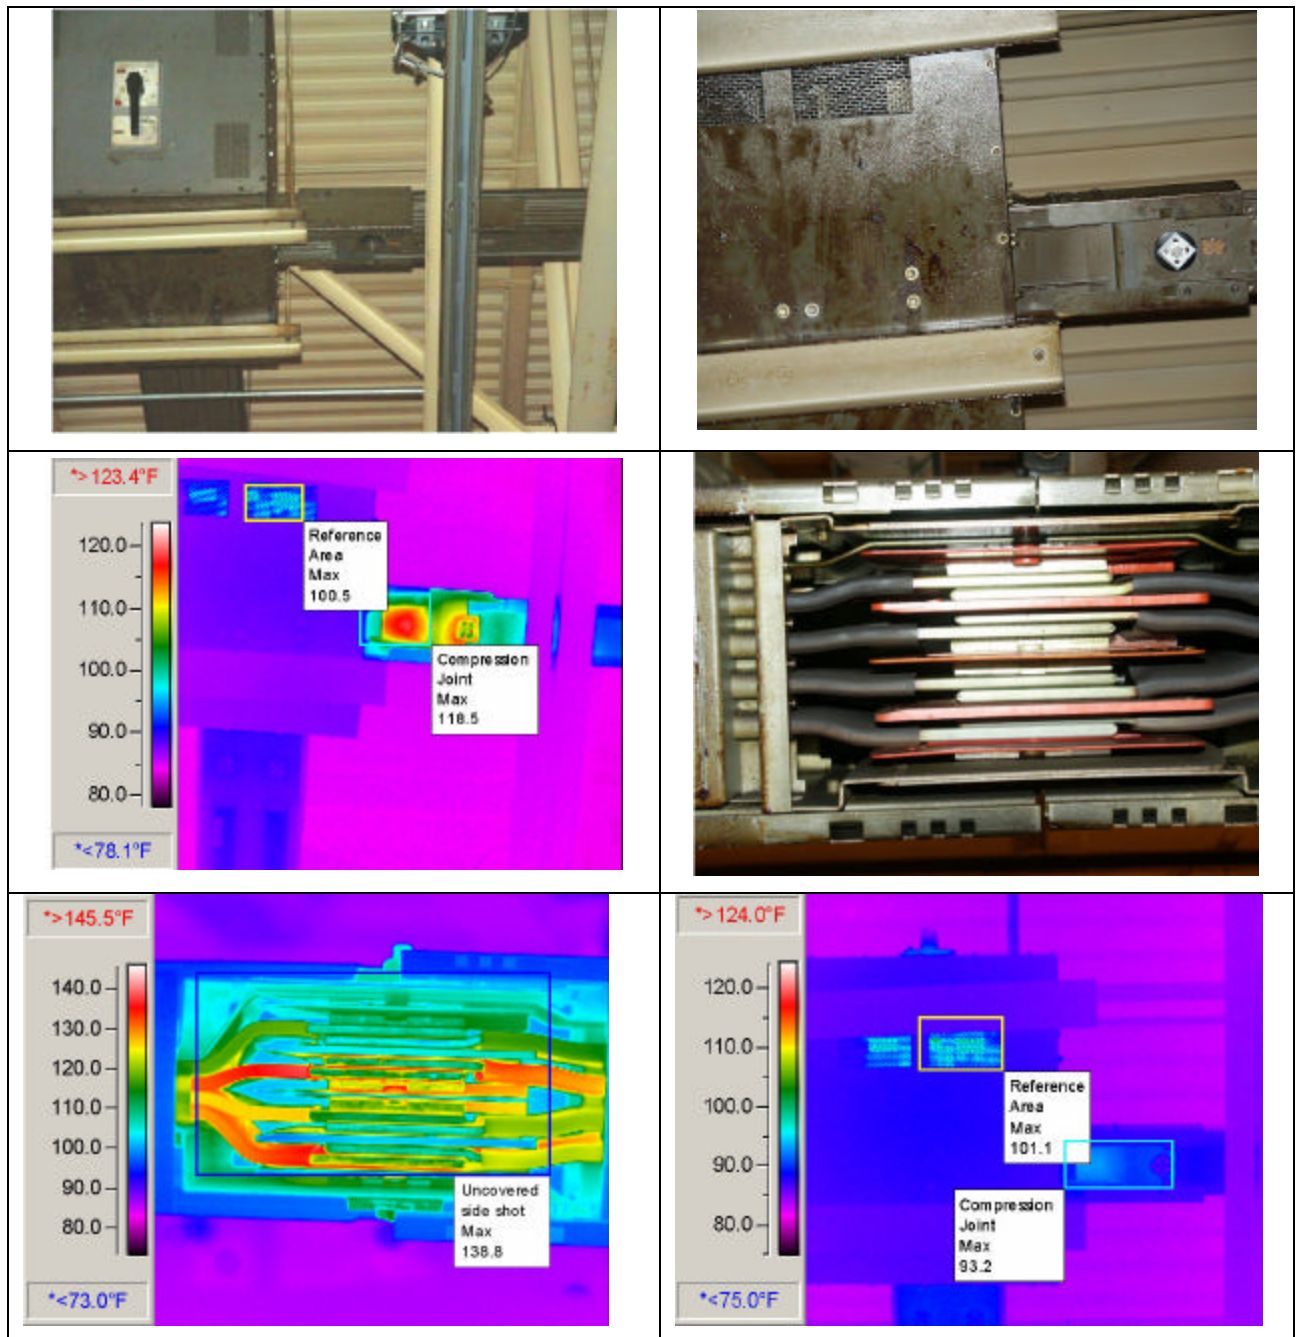 *>123.4°F
120.0
110.0
100.0
90.0
80.0
*<78.1°F
Reference
Area
Max
100.5
Compression
Joint
Max
118.5
*>145.5°F
140.0
130.0
120.0
110.0
100.0
90.0
80.0
*<73.0°F
Uncovered
side shot
Max
138.8
*>124.0°F
120.0
110.0
100.0
90.0
80.0
*<75.0°F
Reference
Area
Max
101.1
Compression
Joint
Max
93.2